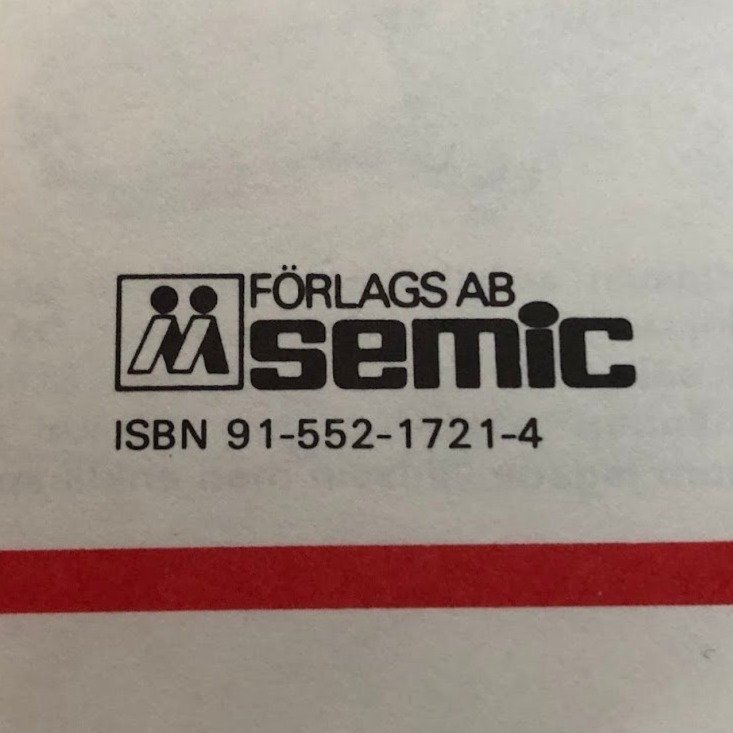 FÖRLAGS AB
semic
ISBN 91-552-1721-4